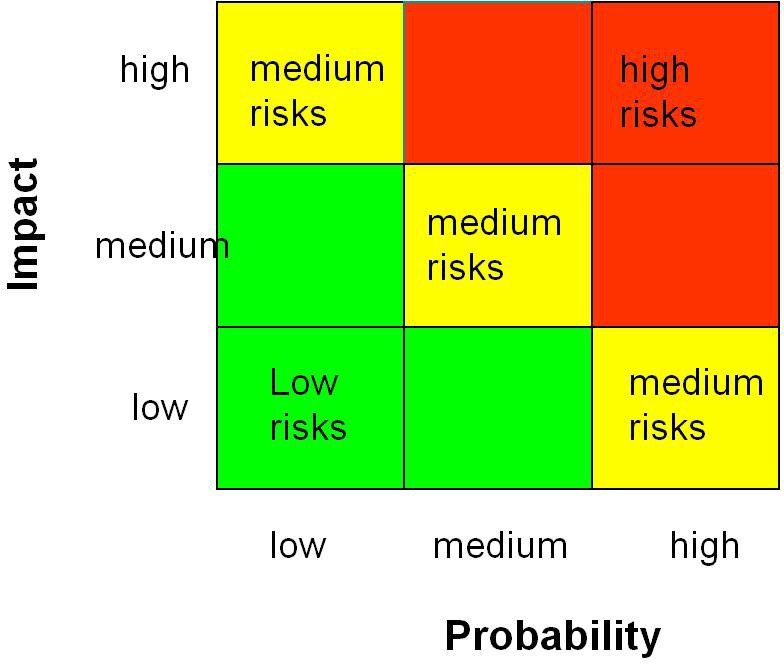 high
medium
risks
high
risks
Impact
medium
medium
risks
low
Low
risks
medium
risks
low
medium
high
Probability